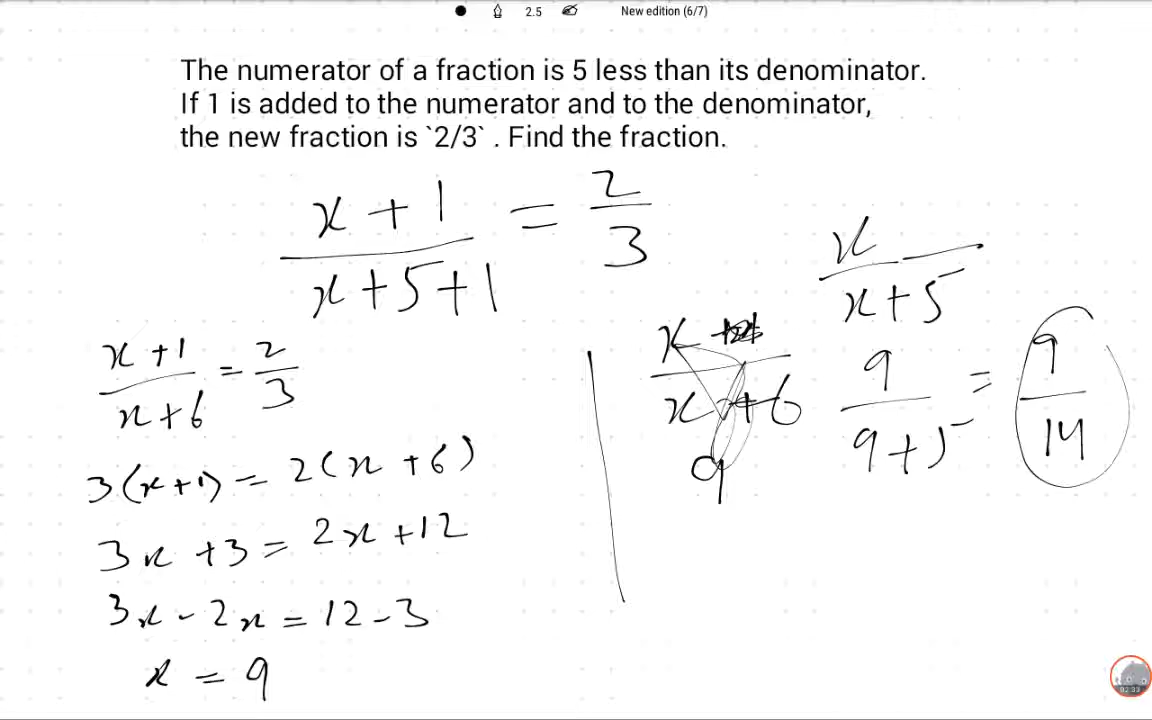 2.5 New edition (6/7)
The numerator of a fraction is 5 less than its denominator.
If 1 is added to the numerator and to the denominator,
the new fraction is `2/3` . Find the fraction.
x + 1 = 2
x+5+1 3
x+1 = 2
x+6 3
3(x+1) = 2(x+6)
3x +3 = 2x+12
3x - 2x = 12-3
x = 9
x
x+5
x
x+6
9
9 = 9
9+5 14
02:33